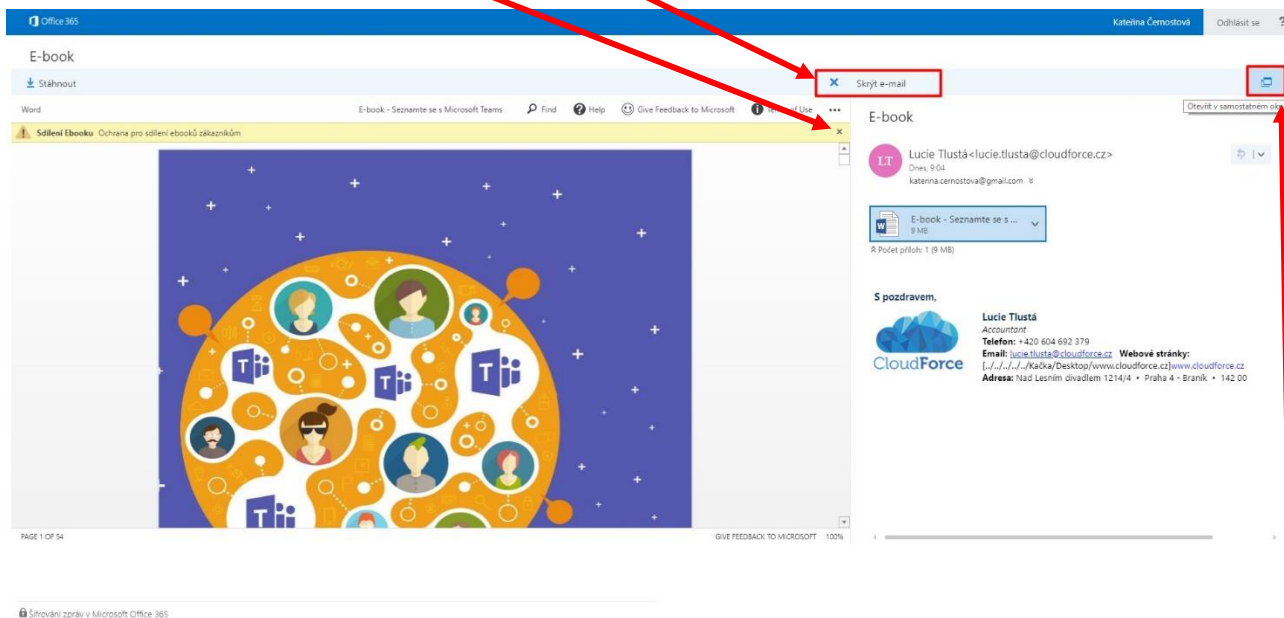 Office 365
Kateřina Černostová Odhlásit se ?
E-book
Stáhnout
Skrýt e-mail
Word
E-book - Seznamte se s Microsoft Teams Find Help Give Feedback to Microsoft of Use •••
Otevřít v samostatném
Sdílení Ebooku Ochrana pro sdílení ebooků zákazníkům
E-book
LT
Lucie Tlustá<lucie.tlusta@cloudforce.cz>
Dnes, 9:04
katerina.cernostova@gmail.com
E-book - Seznamte se s ...
9 MB
Počet příloh: 1 (9 MB)
S pozdravem,
CloudForce
Lucie Tlustá
Accountant
Telefon: +420 604 692 379
Email: lucie.tlusta@cloudforce.cz Webové stránky:
[../../../../Kačka/Desktop/www.cloudforce.cz]www.cloudforce.cz
Adresa: Nad Lesním divadlem 1214/4 • Praha 4 - Braník • 142 00
T
T
T
T
PAGE 1 OF 54
GIVE FEEDBACK TO MICROSOFT 100%
Šifrování zpráv v Microsoft Office 365